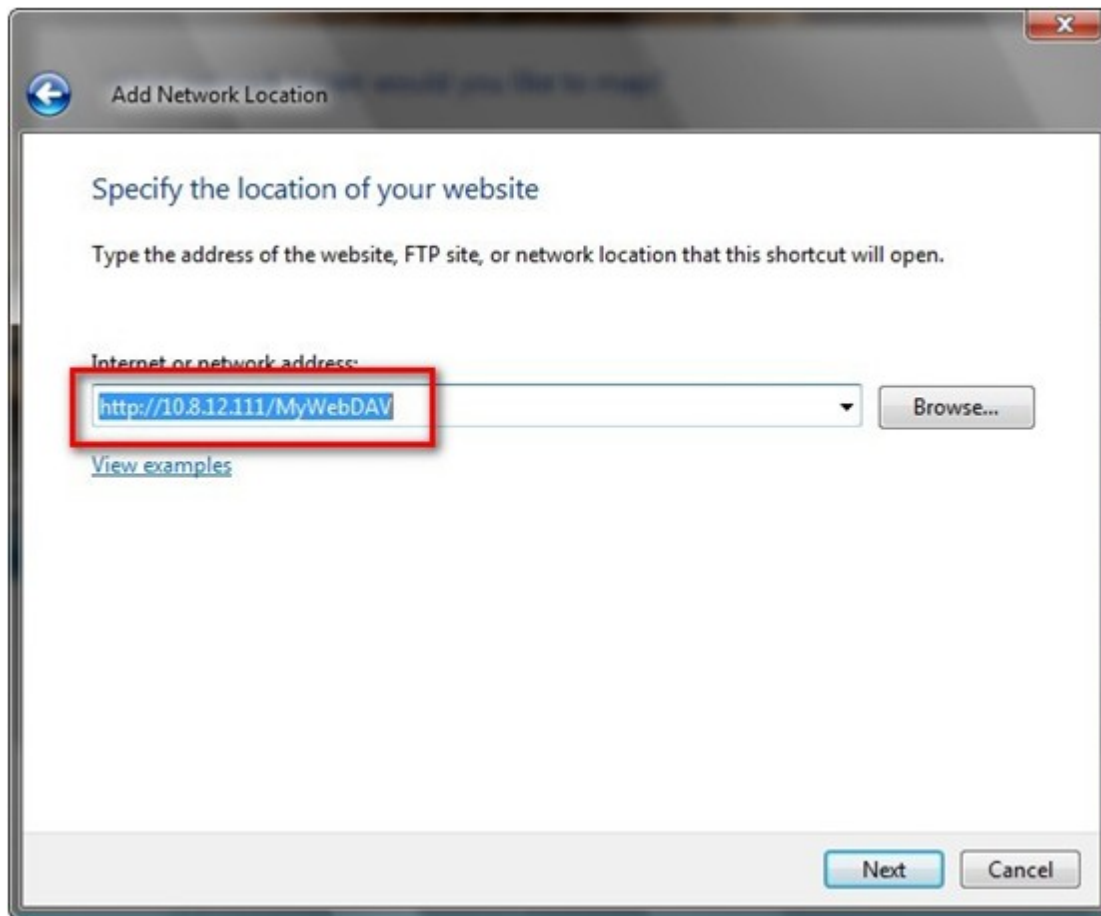 Add Network Location
Specify the location of your website
Type the address of the website, FTP site, or network location that this shortcut will open.
Internet or network address:
http://10.8.12.111/MyWebDAV
Browse...
View examples
Next
Cancel